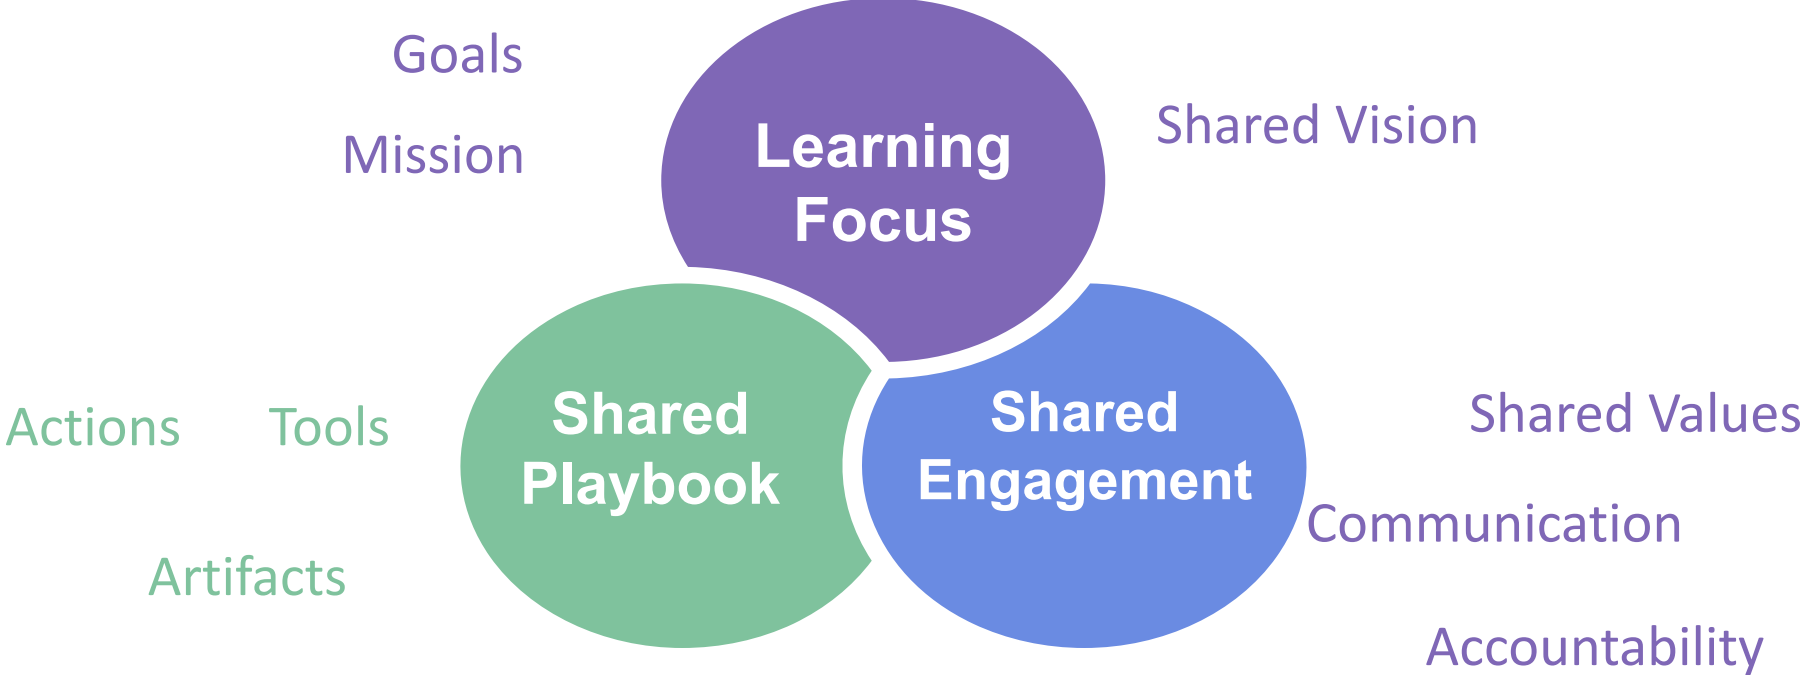 Goals
Mission
Learning
Focus
Shared Vision
Actions
Tools
Artifacts
Shared
Playbook
Shared
Engagement
Shared Values
Communication
Accountability